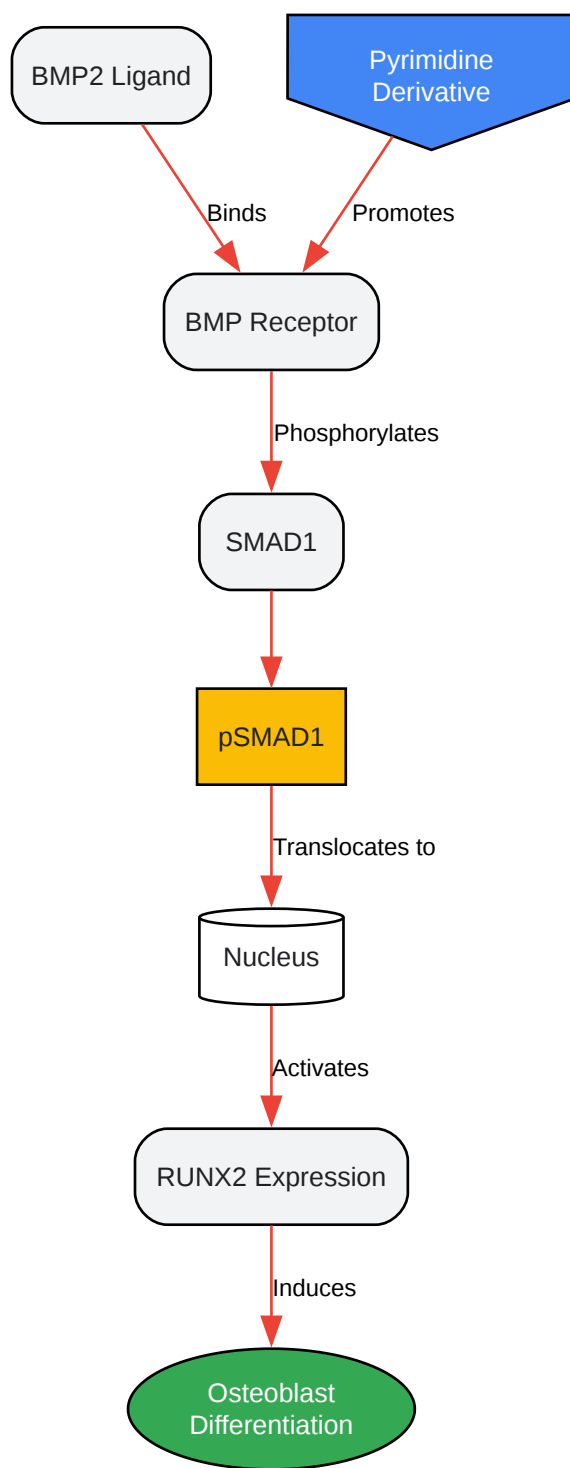 BMP2 Ligand
Pyrimidine
Derivative
Binds
Promotes
BMP Receptor
Phosphorylates
SMAD1
pSMAD1
Translocates to
Nucleus
Activates
RUNX2 Expression
Induces
Osteoblast
Differentiation